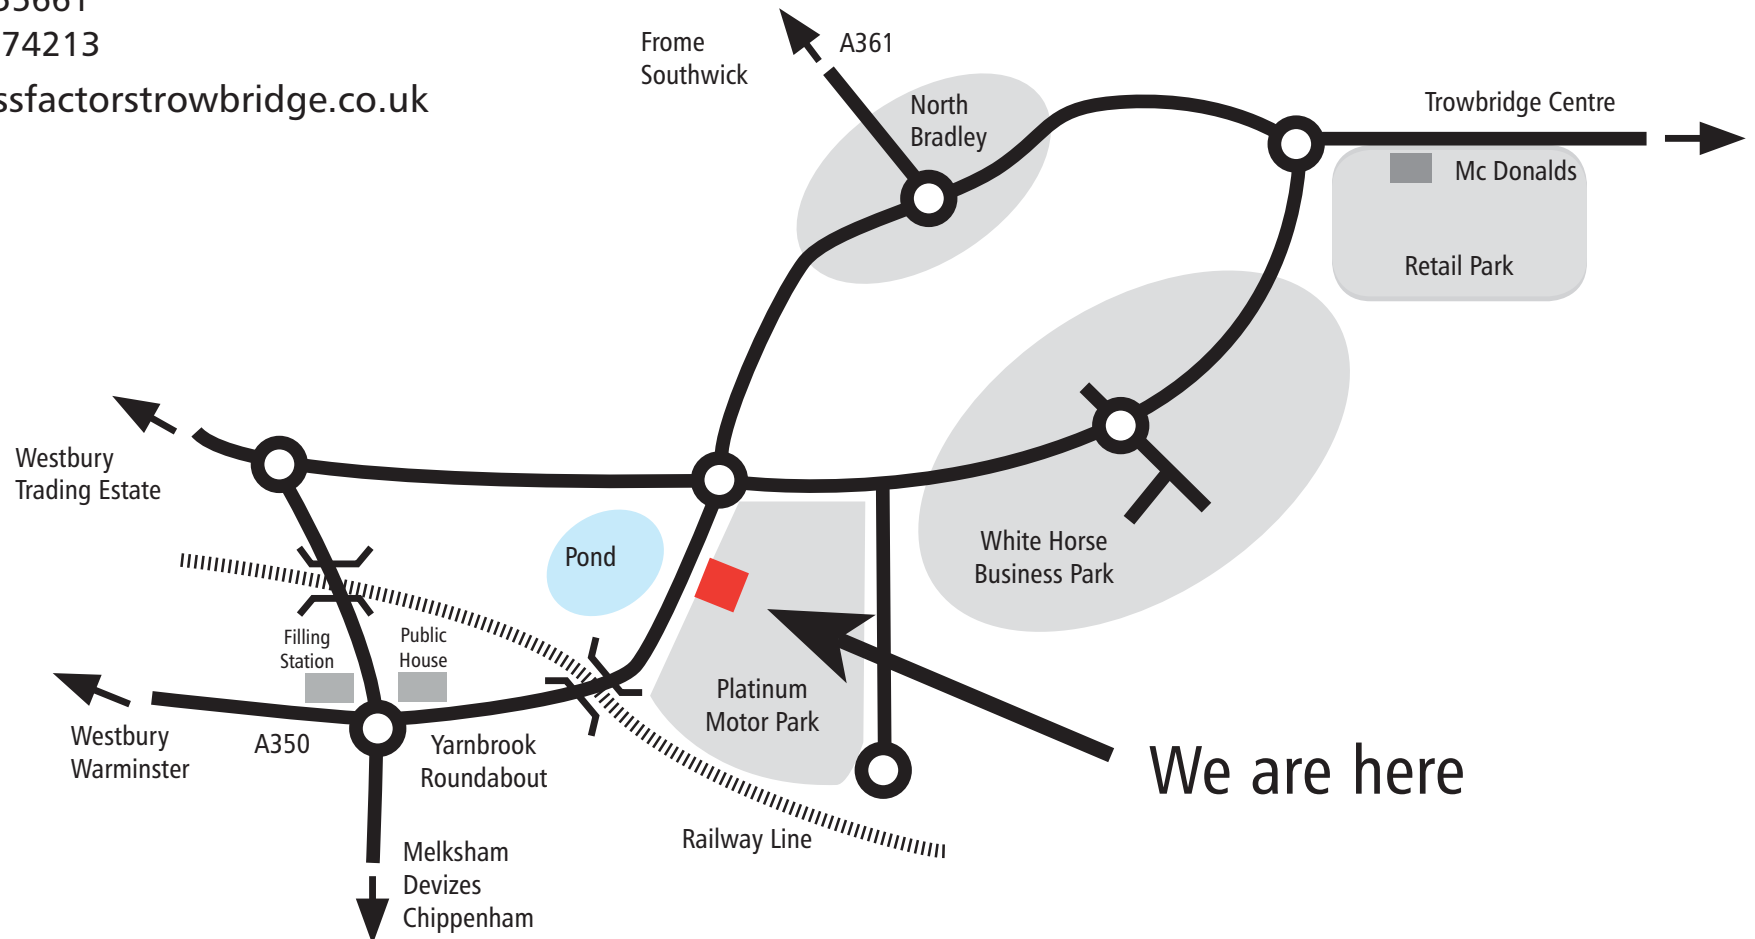 74213
ssfactorstrowbridge.co.uk
Frome
Southwick
A361
North
Bradley
Trowbridge Centre
Mc Donalds
Retail Park
Westbury
Trading Estate
Pond
White Horse
Business Park
Filling
Station
Public
House
Platinum
Motor Park
Westbury
Warminster
A350
Yarnbrook
Roundabout
We are here
Railway Line
Melksham
Devizes
Chippenham